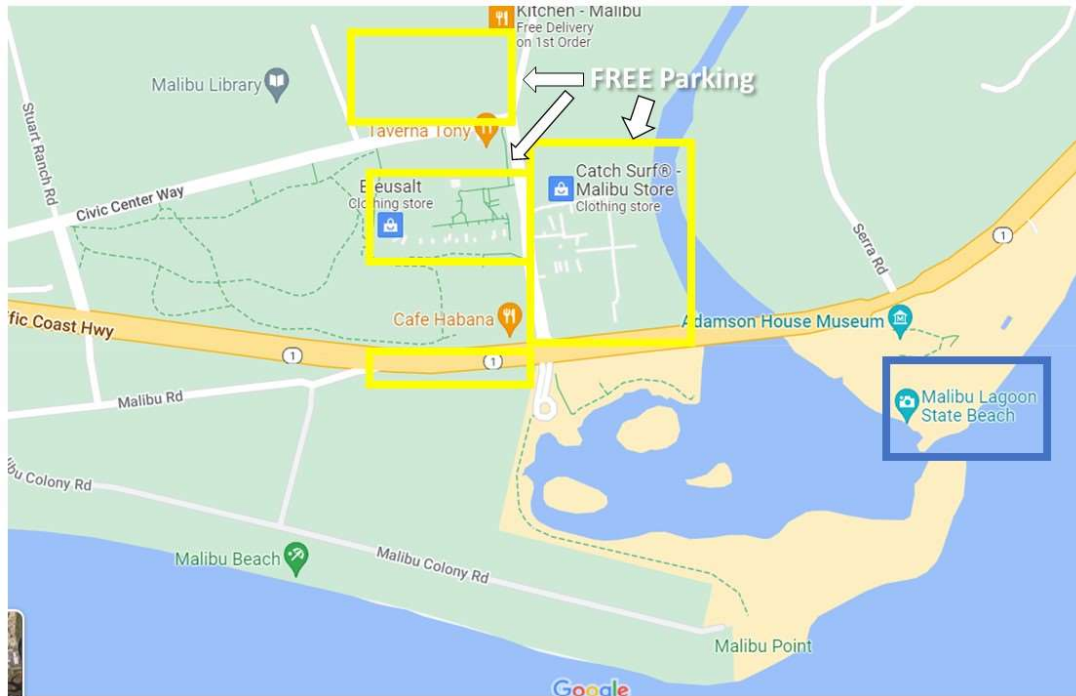 Kitchen - Malibu
Free Delivery
on 1st Order
Malibu Library
FREE Parking
Stuart Ranch Rd
Taverna Tony
Civic Center Way
Catch Surf® -
Malibu Store
Clothing store
Clothing store
Serra Rd
1
Cafe Habana
Adamson House Museum
fic Coast Hwy
1
1
Malibu Rd
Malibu Lagoon
State Beach
bu Colony Rd
Malibu Beach
Malibu Colony Rd
Malibu Point
Google